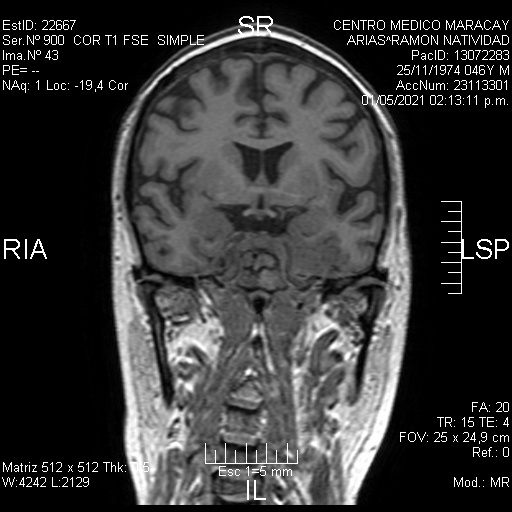 EstID: 22667
Ser.Nº 900 COR T1 FSE SIMPLE
Ima.Nº 43
PE= --
NAq: 1 Loc: -19,4 Cor
SR
CENTRO MEDICO MARACAY
ARIAS^RAMON NATIVIDAD
PacID: 13072283
25/11/1974 046Y M
AccNum: 23113301
01/05/2021 02:13:11 p.m.
RIA
LSP
FA: 20
TR: 15 TE: 4
FOV: 25 x 24,9 cm
Ref.: 0
Matriz 512 x 512 Thk: 0.5
W:4242 L:2129
Esc 1=5 mm
IL
Mod.: MR